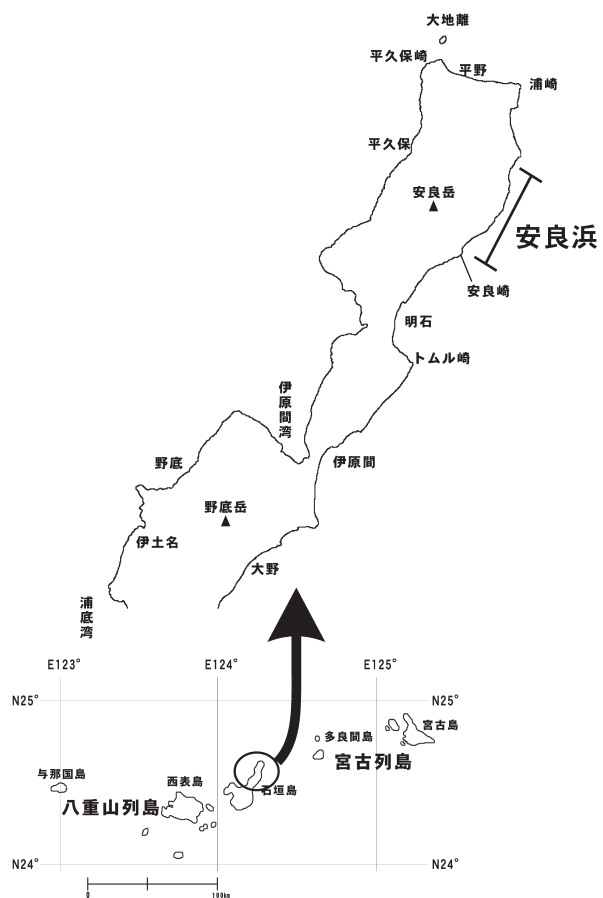 大地離
平久保崎
平野
浦崎
平久保
安良岳
安良浜
安良崎
明石
トムル崎
伊原間湾
伊原間
野底
野底岳
伊土名
大野
浦底湾
E123°
E124°
E125°
N25°
N25°
宮古島
多良間島
宮古列島
与那国島
西表島
石垣島
八重山列島
N24°
N24°
0
100km